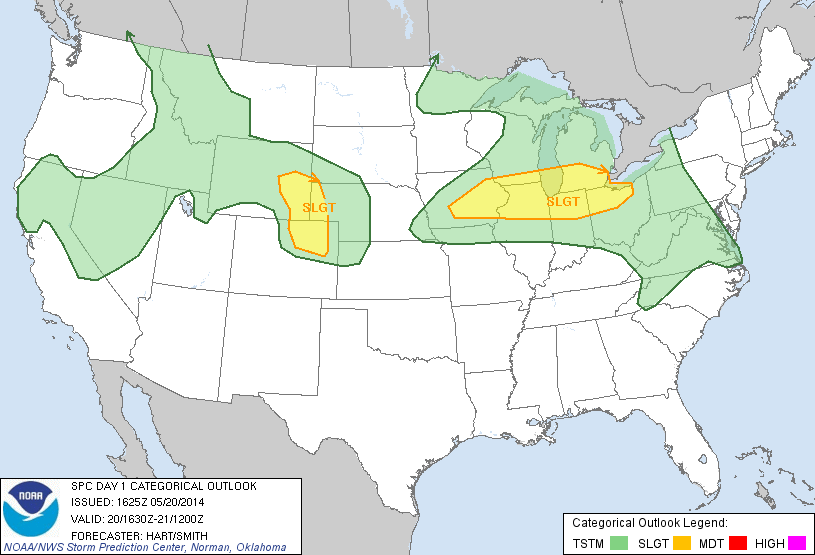 SLGT
SLGT
NOAA
SPC DAY 1 CATEGORICAL OUTLOOK
ISSUED: 1625Z 05/20/2014
VALID: 20/1630Z-21/1200Z
FORECASTER: HART/SMITH
NOAA/NWS Storm Prediction Center, Norman, Oklahoma
Categorical Outlook Legend:
TSTM SLGT MDT HIGH